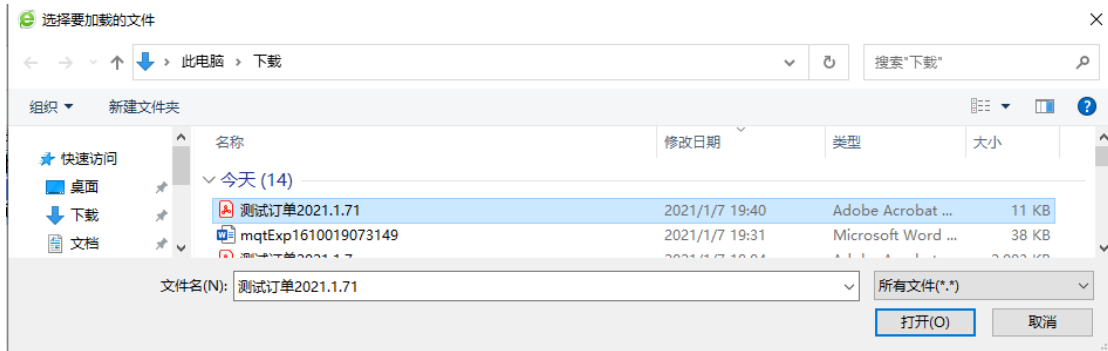 选择要加载的文件
此电脑 › 下载
搜索"下载"
组织 新建文件夹
名称 修改日期 类型 大小
快速访问
今天 (14)
桌面
测试订单2021.1.71 2021/1/7 19:40 Adobe Acrobat ... 11 KB
下载
mqtExp1610019073149 2021/1/7 19:31 Microsoft Word ... 38 KB
文档
文件名(N): 测试订单2021.1.71 所有文件(*.*)
打开(O) 取消